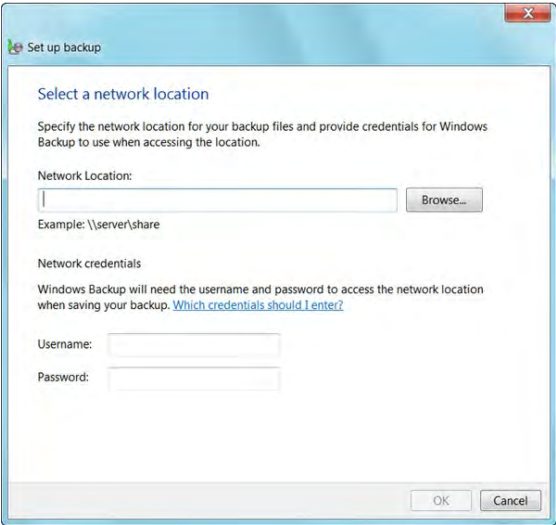 Set up backup
Select a network location
Specify the network location for your backup files and provide credentials for Windows
Backup to use when accessing the location.
Network Location:
Browse...
Example: \\server\share
Network credentials
Windows Backup will need the username and password to access the network location
when saving your backup. Which credentials should I enter?
Username:
Password:
OK
Cancel